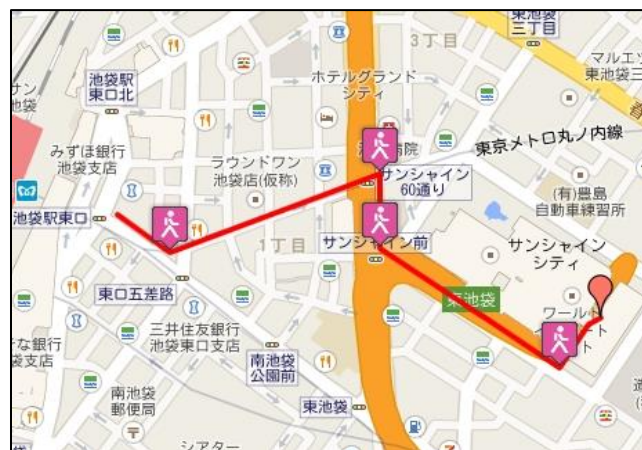 東池袋
三丁目
3丁目
マルエツ
東池袋三
池袋駅
東口北
ホテルグランド
シティ
サン
池袋
みずほ銀行
池袋支店
東京メトロ丸ノ内線
ラウンドワン
池袋店(仮称)
サンシャイン
60通り
(有)豊島
自動車練習所
池袋駅東口
1丁目
サンシャイン前
サンシャイン
シティ
東口五差路
東池袋
ワールド
三井住友銀行
池袋東口支店
南池袋
公園前
南池袋
郵便局
東池袋
シアター